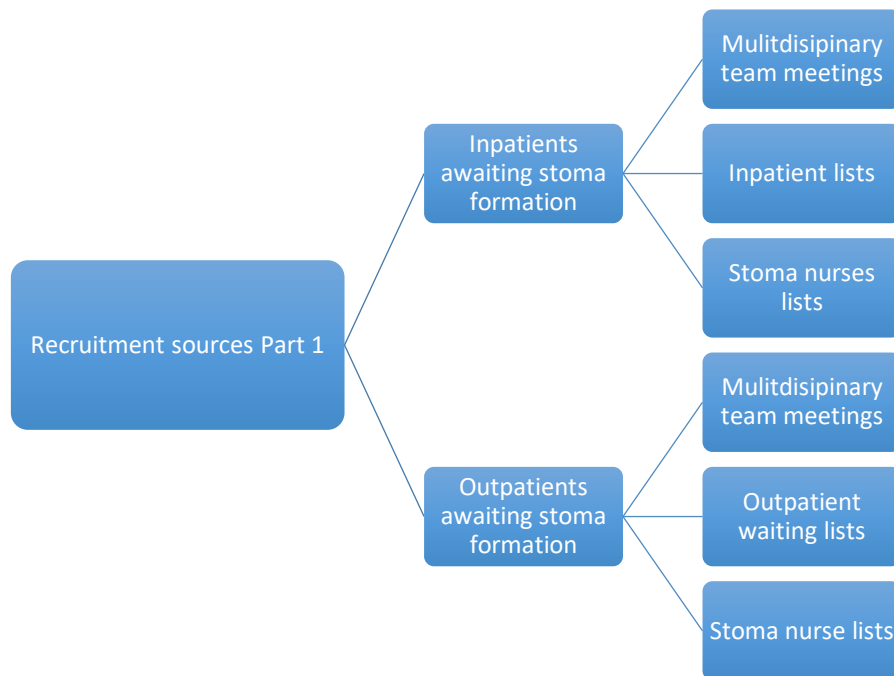 Recruitment sources Part 1
Inpatients
awaiting stoma
formation
Mulitdisipinary
team meetings
Inpatient lists
Stoma nurses
lists
Outpatients
awaiting stoma
formation
Mulitdisipinary
team meetings
Outpatient
waiting lists
Stoma nurse lists